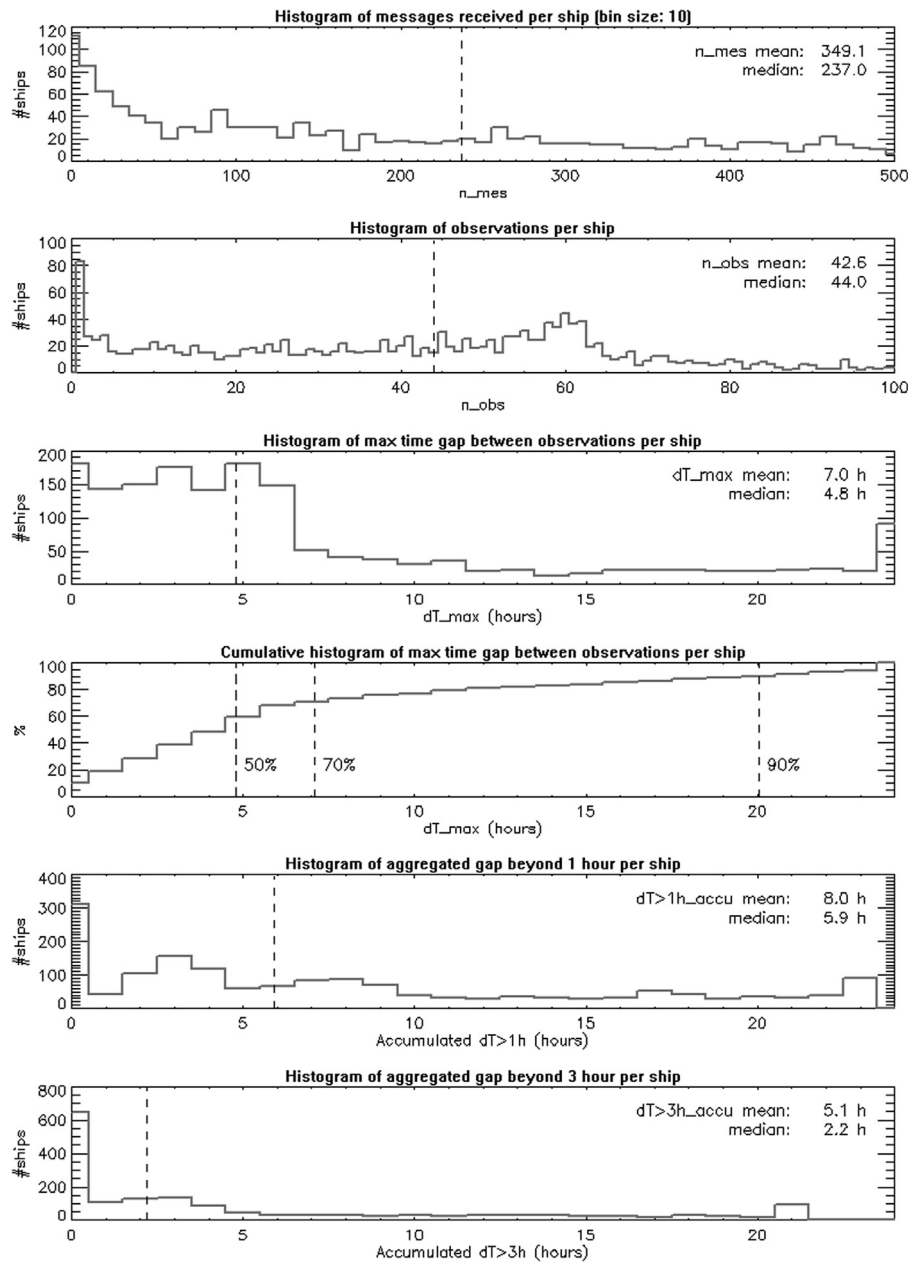 Histogram of messages received per ship (bin size: 10)
120
100
80
60
40
20
0
#ships
n_mes mean: 349.1
median: 237.0
0 100 200 300 400 500
n_mes
Histogram of observations per ship
100
80
60
40
20
0
#ships
n_obs mean: 42.6
median: 44.0
0 20 40 60 80 100
n_obs
Histogram of max time gap between observations per ship
200
150
100
50
0
#ships
dT_max mean: 7.0 h
median: 4.8 h
0 5 10 15 20
dT_max (hours)
Cumulative histogram of max time gap between observations per ship
100
80
60
40
20
0
%
50% 70% 90%
0 5 10 15 20
dT_max (hours)
Histogram of aggregated gap beyond 1 hour per ship
400
300
200
100
0
#ships
dT>1h_accu mean: 8.0 h
median: 5.9 h
0 5 10 15 20
Accumulated dT>1h (hours)
Histogram of aggregated gap beyond 3 hour per ship
800
600
400
200
0
#ships
dT>3h_accu mean: 5.1 h
median: 2.2 h
0 5 10 15 20
Accumulated dT>3h (hours)